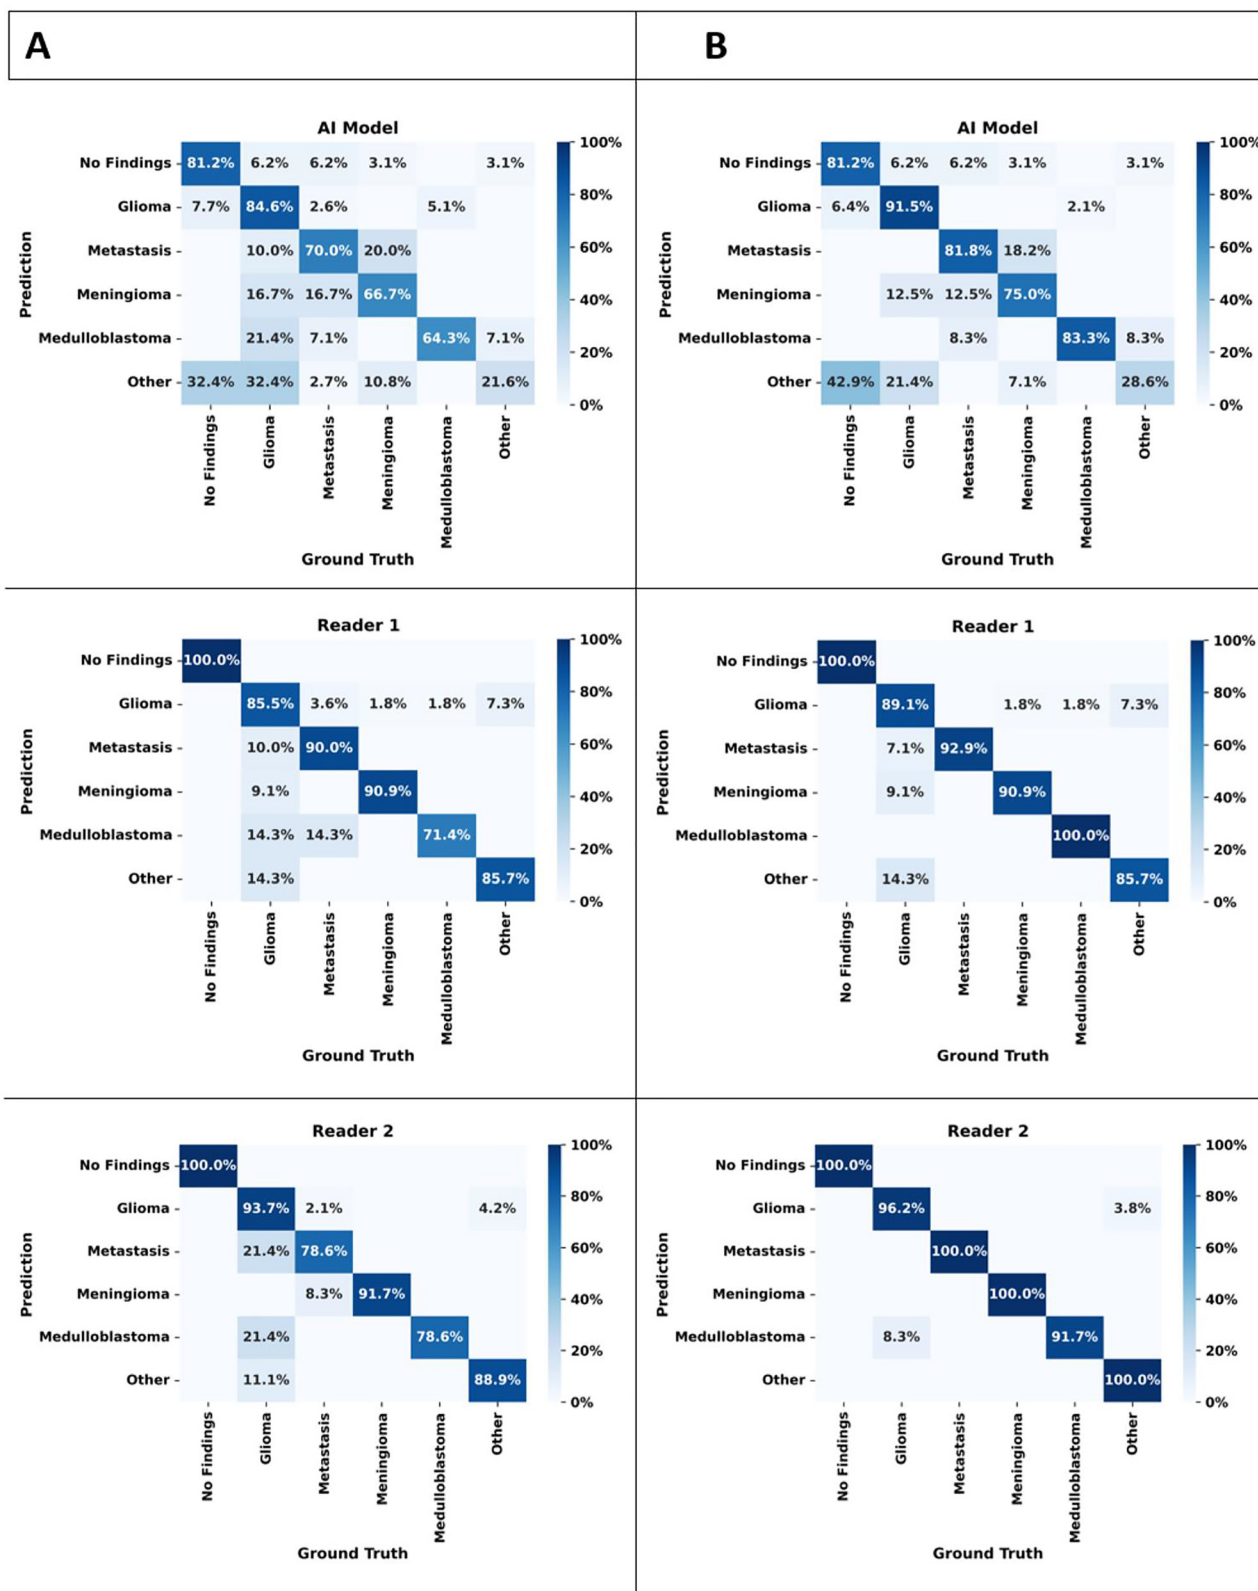 A
B
AI Model
No Findings 81.2% 6.2% 6.2% 3.1% 3.1%
Glioma 7.7% 84.6% 2.6% 5.1%
Metastasis 10.0% 70.0% 20.0%
Meningioma 16.7% 16.7% 66.7%
Medulloblastoma 21.4% 7.1% 64.3% 7.1%
Other 32.4% 32.4% 2.7% 10.8% 21.6%
100%
80%
60%
40%
20%
0%
Prediction
No Findings
Glioma
Metastasis
Meningioma
Medulloblastoma
Other
Ground Truth
AI Model
No Findings 81.2% 6.2% 6.2% 3.1% 3.1%
Glioma 6.4% 91.5% 2.1%
Metastasis 81.8% 18.2%
Meningioma 12.5% 12.5% 75.0%
Medulloblastoma 8.3% 83.3% 8.3%
Other 42.9% 21.4% 7.1% 28.6%
100%
80%
60%
40%
20%
0%
Prediction
No Findings
Glioma
Metastasis
Meningioma
Medulloblastoma
Other
Ground Truth
Reader 1
No Findings 100.0%
Glioma 85.5% 3.6% 1.8% 1.8% 7.3%
Metastasis 10.0% 90.0%
Meningioma 9.1% 90.9%
Medulloblastoma 14.3% 14.3% 71.4%
Other 14.3% 85.7%
100%
80%
60%
40%
20%
0%
Prediction
No Findings
Glioma
Metastasis
Meningioma
Medulloblastoma
Other
Ground Truth
Reader 1
No Findings 100.0%
Glioma 89.1% 1.8% 1.8% 7.3%
Metastasis 7.1% 92.9%
Meningioma 9.1% 90.9%
Medulloblastoma 100.0%
Other 14.3% 85.7%
100%
80%
60%
40%
20%
0%
Prediction
No Findings
Glioma
Metastasis
Meningioma
Medulloblastoma
Other
Ground Truth
Reader 2
No Findings 100.0%
Glioma 93.7% 2.1% 4.2%
Metastasis 21.4% 78.6%
Meningioma 8.3% 91.7%
Medulloblastoma 21.4% 78.6%
Other 11.1% 88.9%
100%
80%
60%
40%
20%
0%
Prediction
No Findings
Glioma
Metastasis
Meningioma
Medulloblastoma
Other
Ground Truth
Reader 2
No Findings 100.0%
Glioma 96.2% 3.8%
Metastasis 100.0%
Meningioma 100.0%
Medulloblastoma 8.3% 91.7%
Other 100.0%
100%
80%
60%
40%
20%
0%
Prediction
No Findings
Glioma
Metastasis
Meningioma
Medulloblastoma
Other
Ground Truth